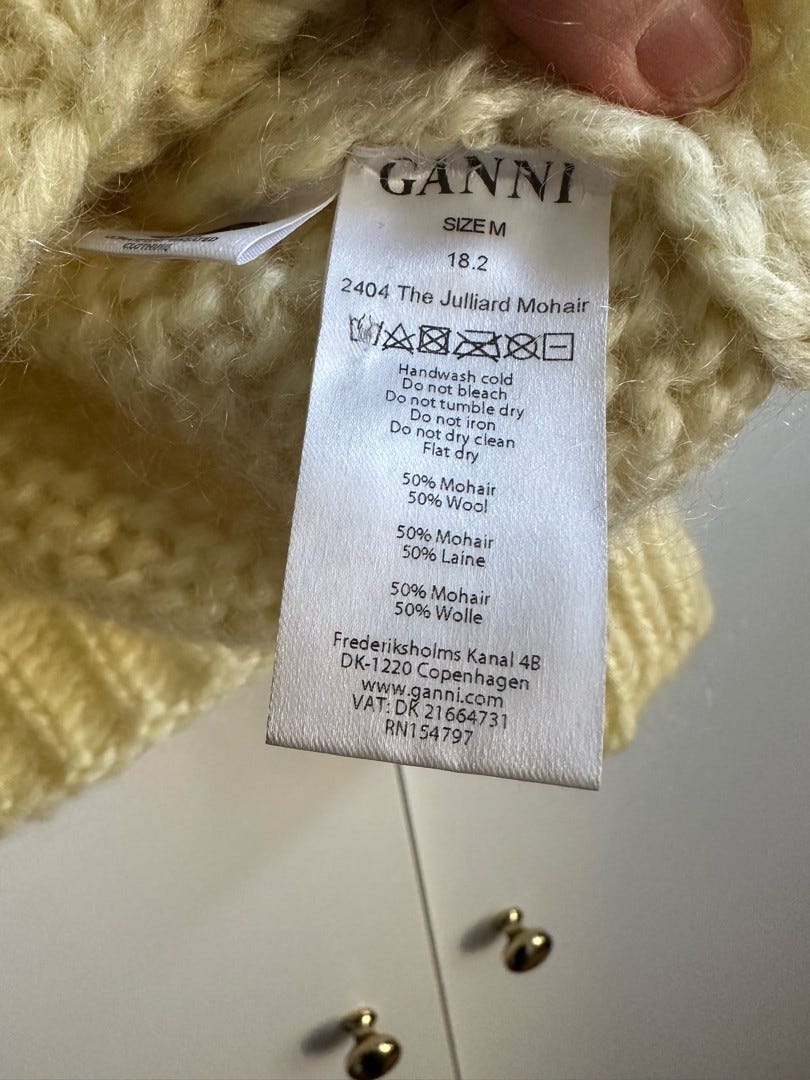 GANNI
SIZE M
18.2
2404 The Julliard Mohair
Handwash cold
Do not bleach
Do not tumble dry
Do not iron
Do not dry clean
Flat dry
50% Mohair
50% Wool
50% Mohair
50% Laine
50% Mohair
50% Wolle
Frederiksholms Kanal 4B
DK-1220 Copenhagen
www.ganni.com
VAT: DK 21664731
RN154797
CLOTHING